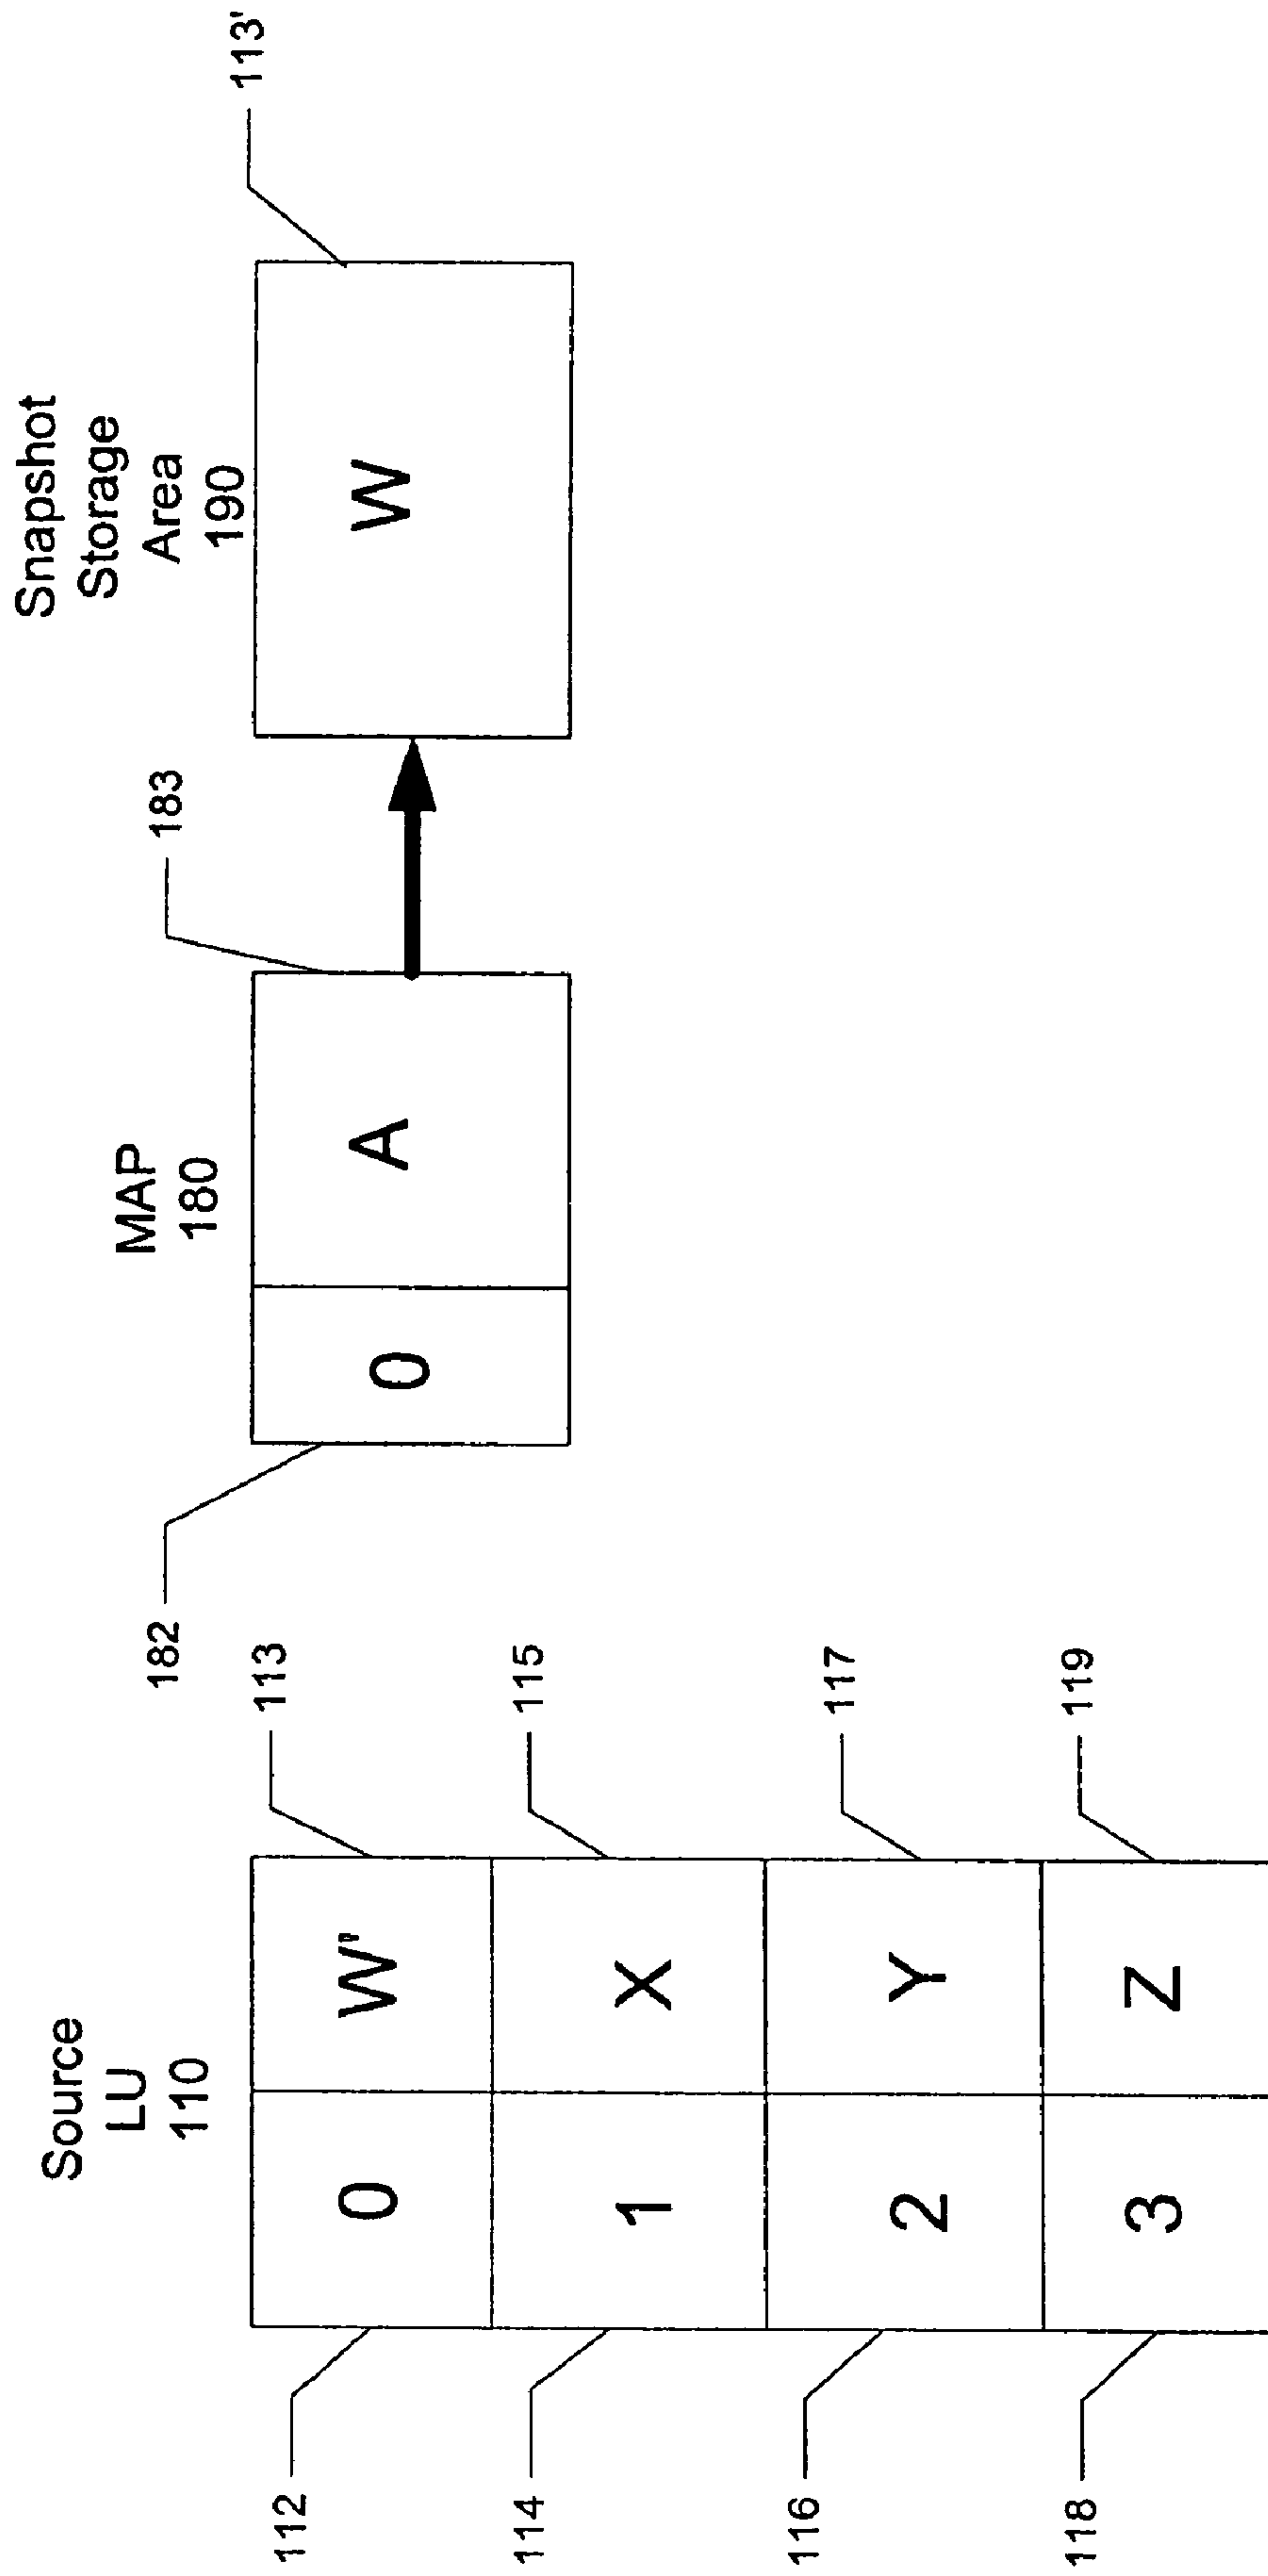 Source
LU
110
112
0
W'
113
114
1
X
115
116
2
Y
117
118
3
Z
119
MAP
180
182
0
A
183
Snapshot
Storage
Area
190
W
113'